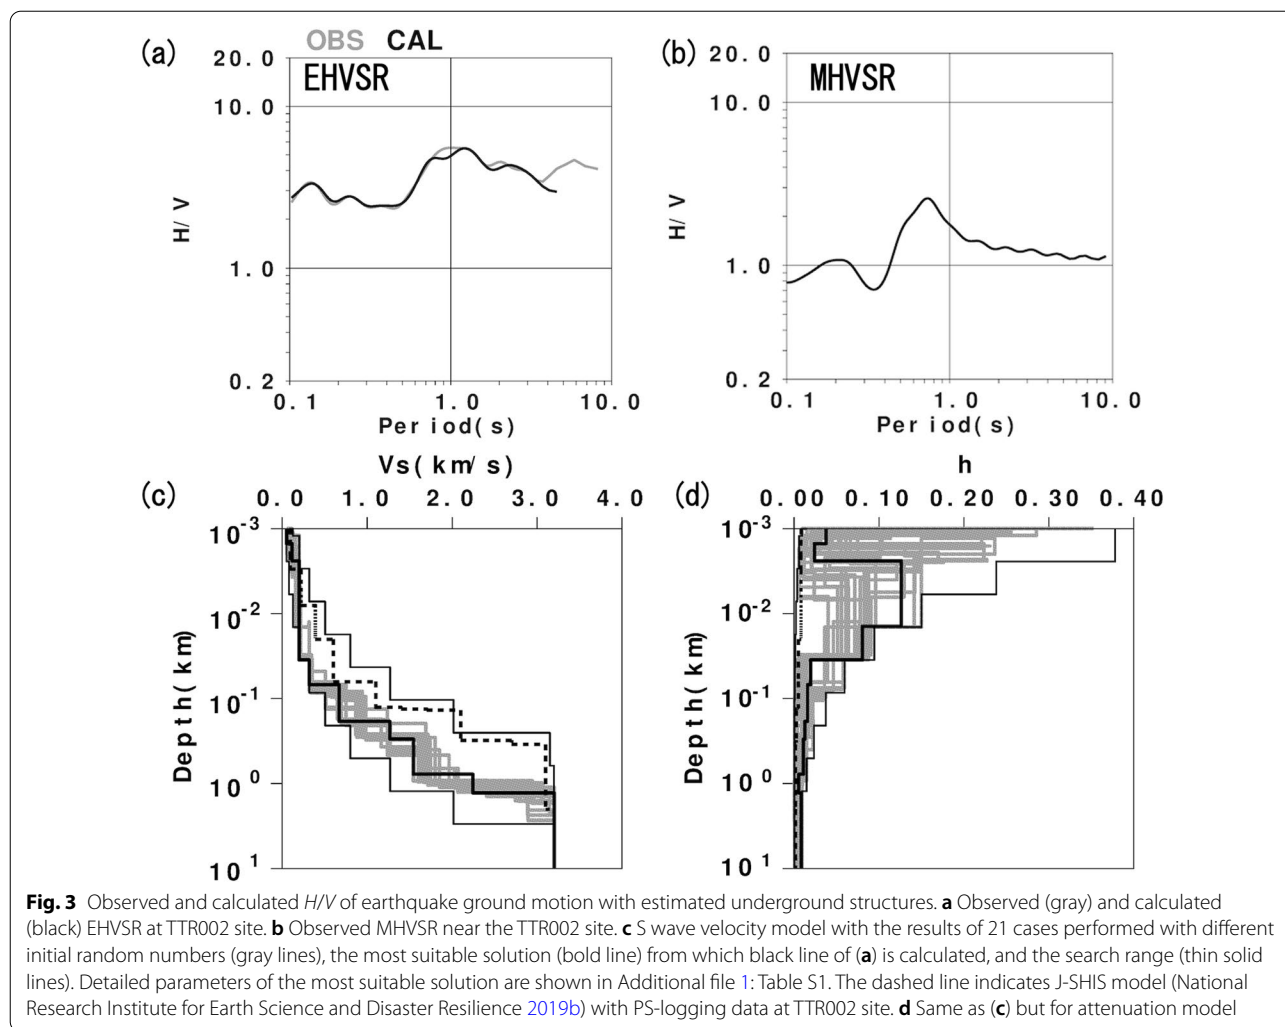 (a)
OBS CAL
EHVSR
20.0
10.0
1.0
0.2
H/V
0.1 1.0 10.0
Period(s)
(b)
MHVSR
20.0
10.0
1.0
0.2
H/V
0.1 1.0 10.0
Period(s)
(c)
Vs(km/s)
0.0 1.0 2.0 3.0 4.0
10-3
10-2
10-1
10 0
10 1
Depth(km)
(d)
h
0.00 0.10 0.20 0.30 0.40
10-3
10-2
10-1
10 0
10 1
Depth(km)
Fig. 3 Observed and calculated H/V of earthquake ground motion with estimated underground structures. a Observed (gray) and calculated
(black) EHVSR at TTR002 site. b Observed MHVSR near the TTR002 site. c S wave velocity model with the results of 21 cases performed with different
initial random numbers (gray lines), the most suitable solution (bold line) from which black line of (a) is calculated, and the search range (thin solid
lines). Detailed parameters of the most suitable solution are shown in Additional file 1: Table S1. The dashed line indicates J-SHIS model (National
Research Institute for Earth Science and Disaster Resilience 2019b) with PS-logging data at TTR002 site. d Same as (c) but for attenuation model